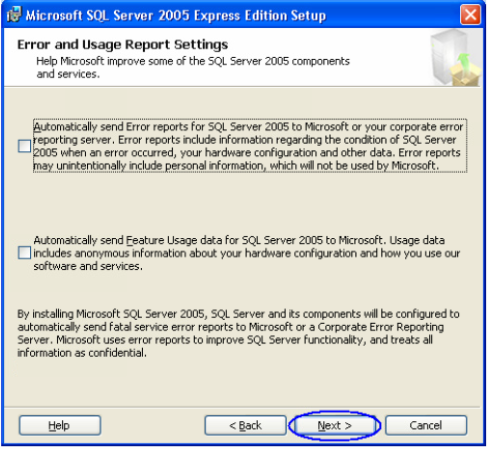 Microsoft SQL Server 2005 Express Edition Setup
Error and Usage Report Settings
Help Microsoft improve some of the SQL Server 2005 components
and services.
Automatically send Error reports for SQL Server 2005 to Microsoft or your corporate error
reporting server. Error reports include information regarding the condition of SQL Server
2005 when an error occurred, your hardware configuration and other data. Error reports
may unintentionally include personal information, which will not be used by Microsoft.
Automatically send Feature Usage data for SQL Server 2005 to Microsoft. Usage data
includes anonymous information about your hardware configuration and how you use our
software and services.
By installing Microsoft SQL Server 2005, SQL Server and its components will be configured to
automatically send fatal service error reports to Microsoft or a Corporate Error Reporting
Server. Microsoft uses error reports to improve SQL Server functionality, and treats all
information as confidential.
Help
< Back
Next >
Cancel